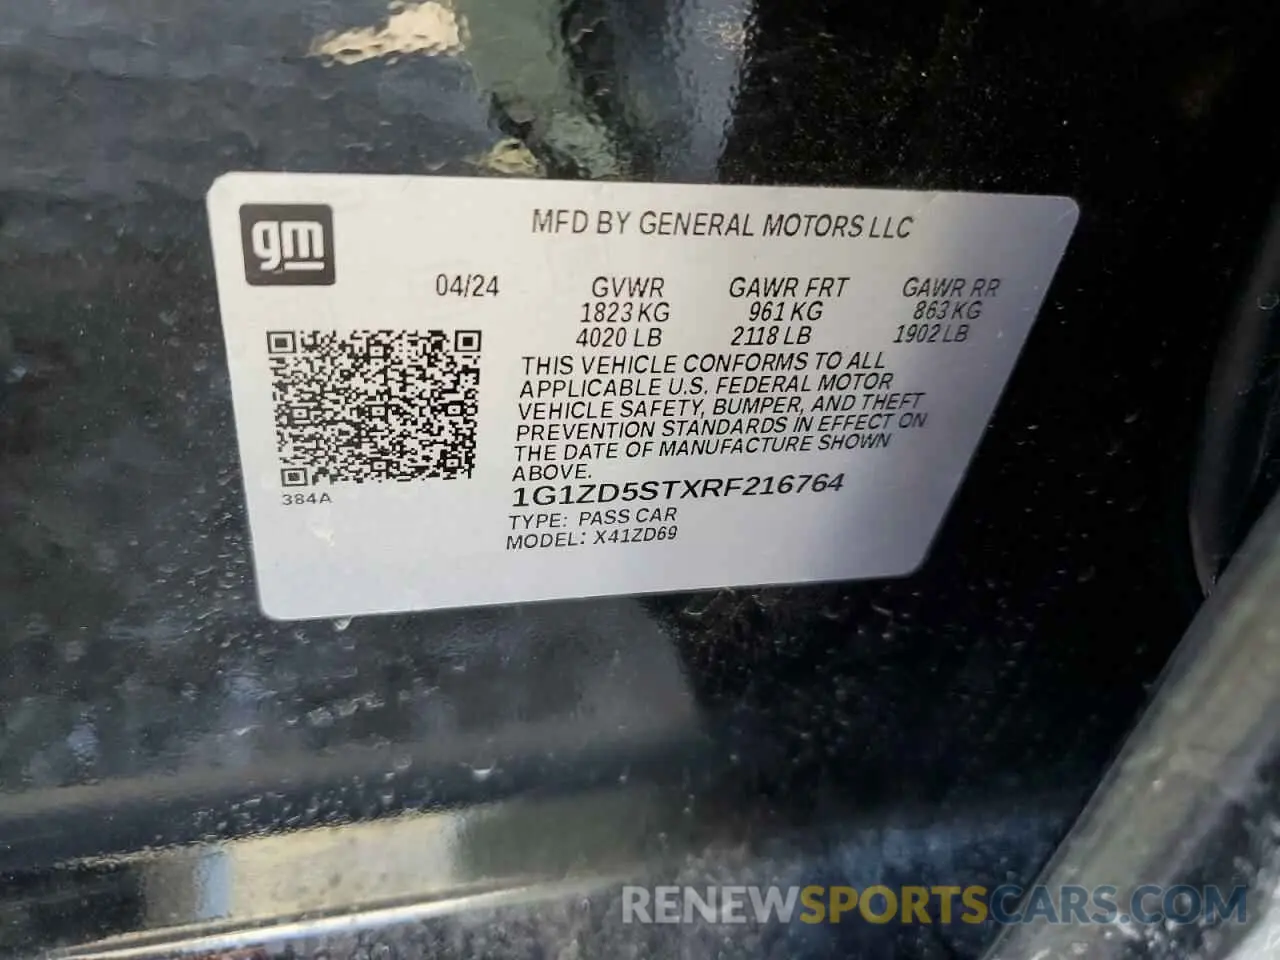 gm
MFD BY GENERAL MOTORS LLC
04/24 GVWR GAWR FRT GAWR RR
1823 KG 961 KG 863 KG
4020 LB 2118 LB 1902 LB
THIS VEHICLE CONFORMS TO ALL
APPLICABLE U.S. FEDERAL MOTOR
VEHICLE SAFETY, BUMPER, AND THEFT
PREVENTION STANDARDS IN EFFECT ON
THE DATE OF MANUFACTURE SHOWN
ABOVE.
384A
1G1ZD5STXRF216764
TYPE: PASS CAR
MODEL: X41ZD69
RENEWSPORTSCARS.COM